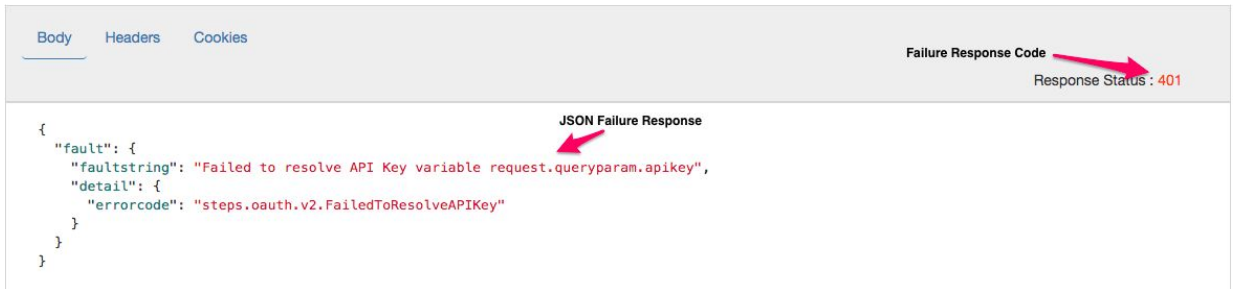 Body Headers Cookies
Failure Response Code
Response Status : 401
JSON Failure Response
{
  "fault": {
    "faultstring": "Failed to resolve API Key variable request.queryparam.apikey",
    "detail": {
      "errorcode": "steps.oauth.v2.FailedToResolveAPIKey"
    }
  }
}